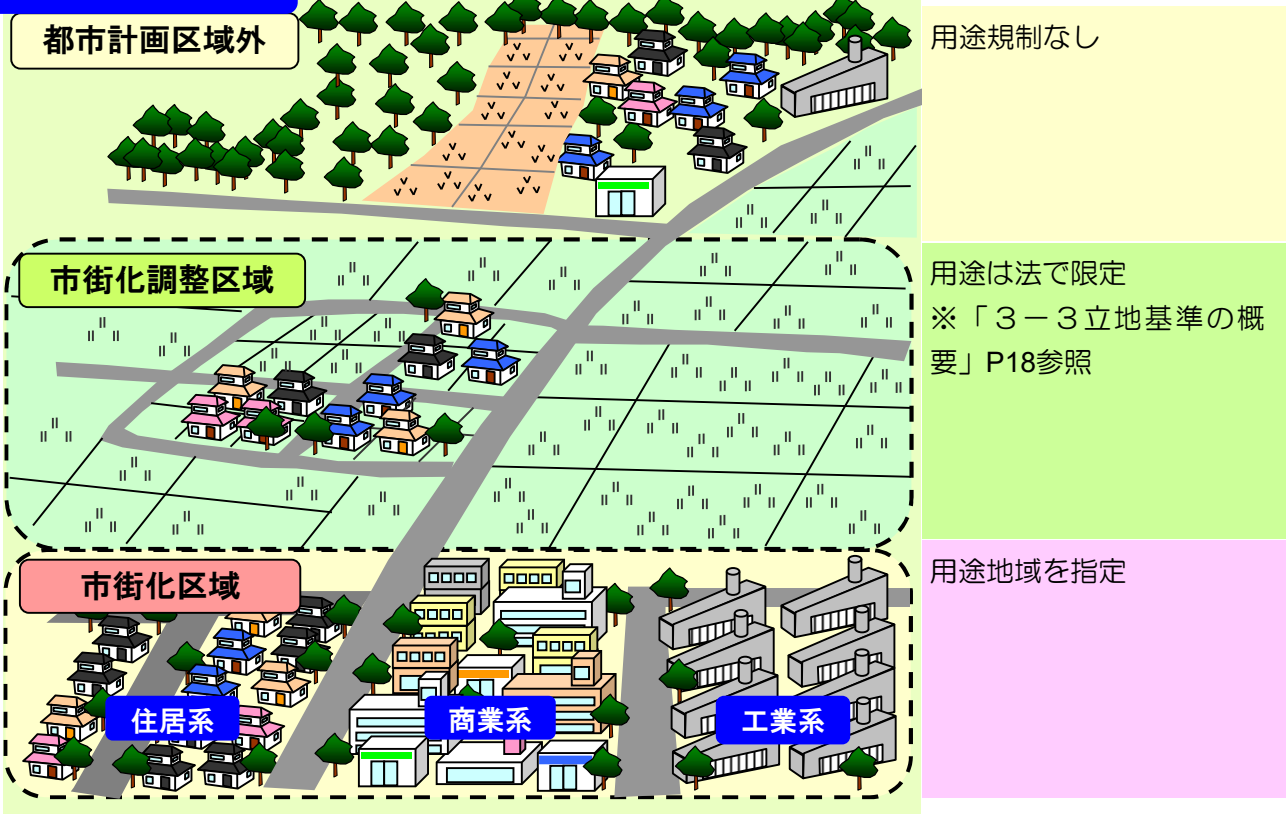 都市計画区域外
用途規制なし
市街化調整区域
用途は法で限定
※「３－３立地基準の概
要」P18参照
市街化区域
用途地域を指定
住居系
商業系
工業系